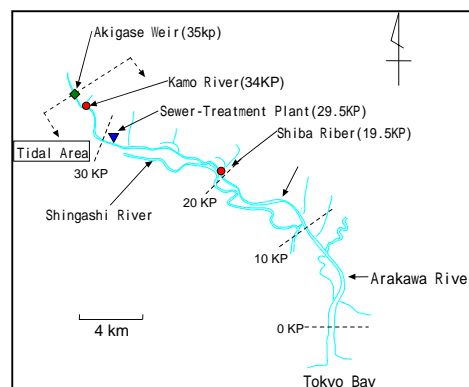 Akigase Weir(35kp)
Kamo River(34KP)
Sewer-Treatment Plant(29.5KP)
Shiba Riber(19.5KP)
Tidal Area
30 KP
Shingashi River
20 KP
10 KP
Arakawa River
4 km
0 KP
Tokyo Bay